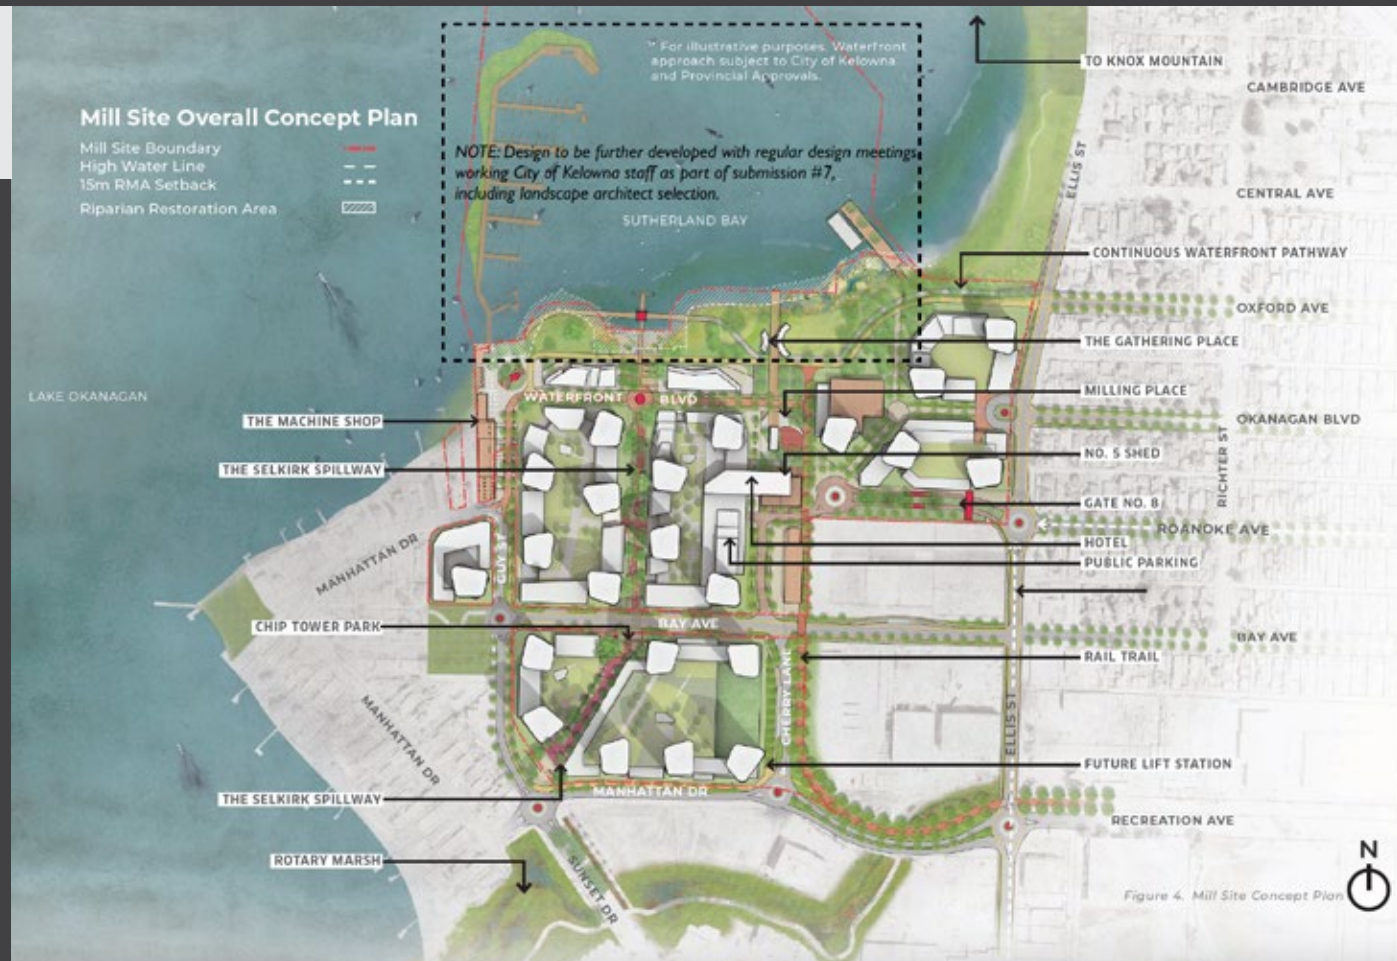 * For illustrative purposes. Waterfront
approach subject to City of Kelowna
and Provincial Approvals.
TO KNOX MOUNTAIN
CAMBRIDGE AVE
Mill Site Overall Concept Plan
Mill Site Boundary
High Water Line
15m RMA Setback
Riparian Restoration Area
NOTE: Design to be further developed with regular design meetings
working City of Kelowna staff as part of submission #7,
including landscape architect selection.
ELLIS ST
CENTRAL AVE
SUTHERLAND BAY
CONTINUOUS WATERFRONT PATHWAY
OXFORD AVE
THE GATHERING PLACE
LAKE OKANAGAN
WATERFRONT BLVD
MILLING PLACE
THE MACHINE SHOP
OKANAGAN BLVD
NO. 5 SHED
THE SELKIRK SPILLWAY
RICHTER ST
GATE NO. 8
ROANOKE AVE
MANHATTAN DR
GUY ST
HOTEL
PUBLIC PARKING
CHIP TOWER PARK
BAY AVE
BAY AVE
RAIL TRAIL
CHERRY LANE
MANHATTAN DR
ELLIS ST
FUTURE LIFT STATION
THE SELKIRK SPILLWAY
MANHATTAN DR
RECREATION AVE
ROTARY MARSH
SUNSET DR
N
Figure 4. Mill Site Concept Plan